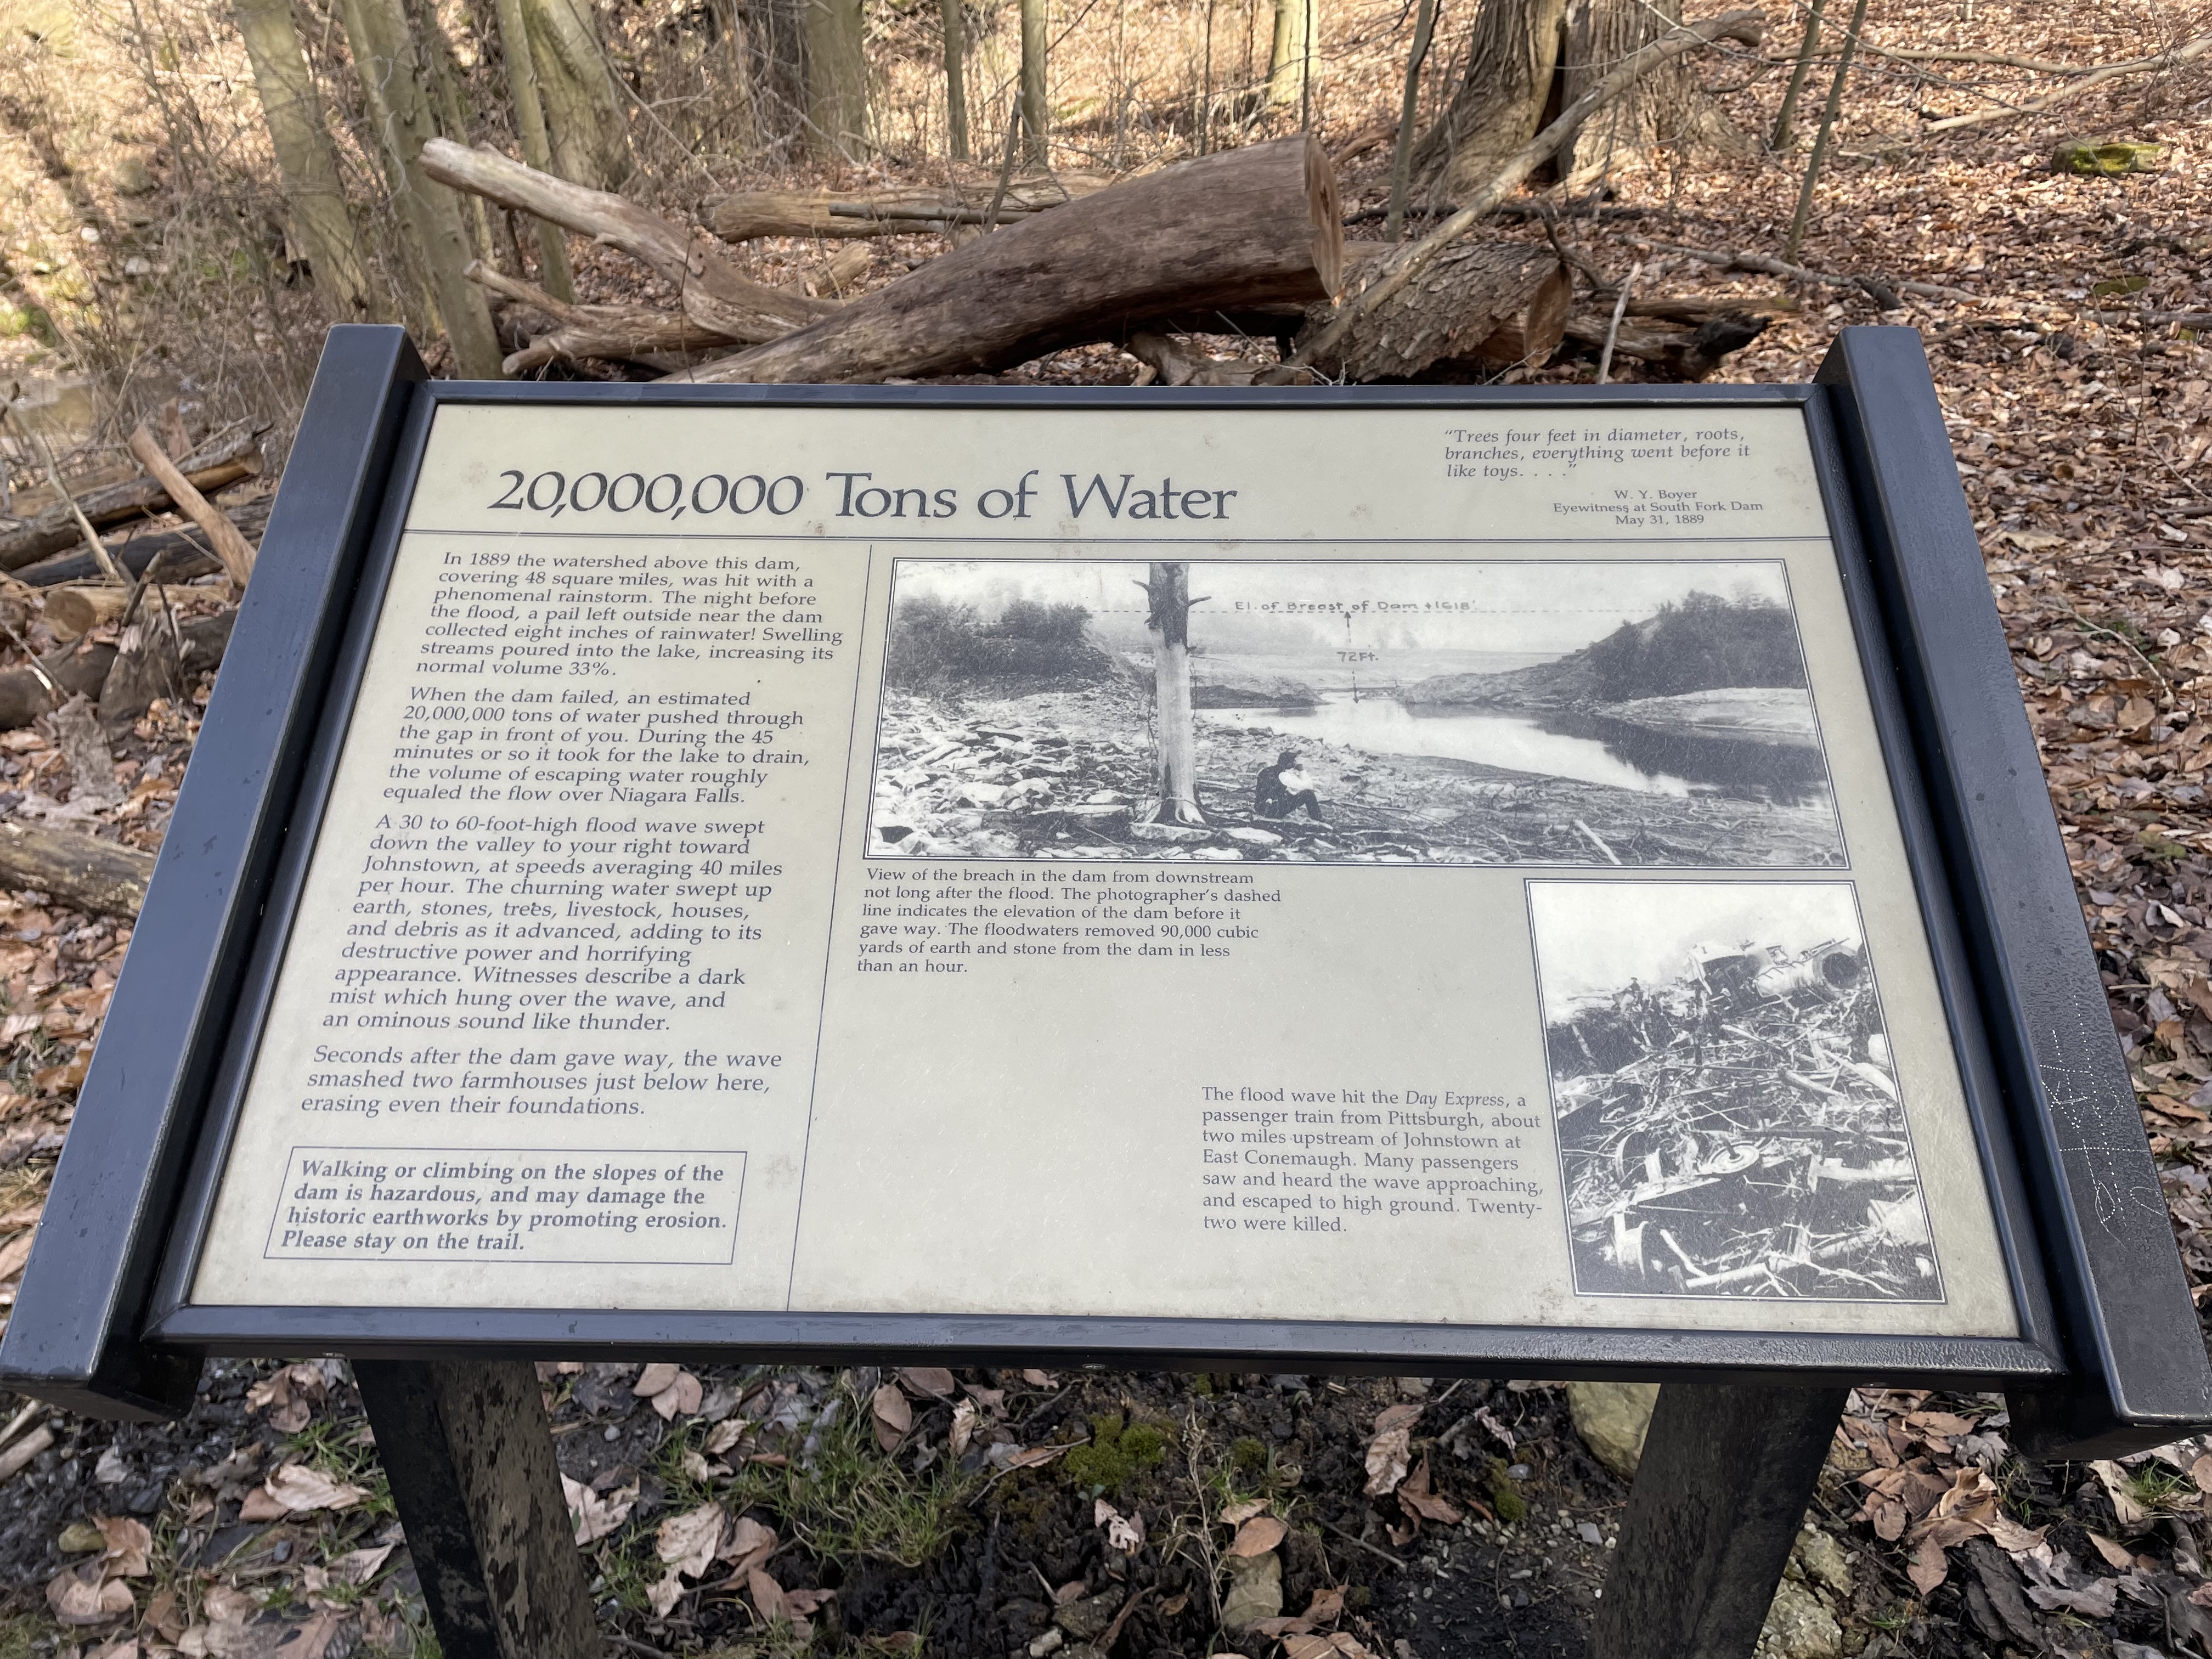 20,000,000 Tons of Water
“Trees four feet in diameter, roots,
branches, everything went before it
like toys. . . .”
W. Y. Boyer
Eyewitness at South Fork Dam
May 31, 1889
In 1889 the watershed above this dam,
covering 48 square miles, was hit with a
phenomenal rainstorm. The night before
the flood, a pail left outside near the dam
collected eight inches of rainwater! Swelling
streams poured into the lake, increasing its
normal volume 33%.
When the dam failed, an estimated
20,000,000 tons of water pushed through
the gap in front of you. During the 45
minutes or so it took for the lake to drain,
the volume of escaping water roughly
equaled the flow over Niagara Falls.
A 30 to 60-foot-high flood wave swept
down the valley to your right toward
Johnstown, at speeds averaging 40 miles
per hour. The churning water swept up
earth, stones, trees, livestock, houses,
and debris as it advanced, adding to its
destructive power and horrifying
appearance. Witnesses describe a dark
mist which hung over the wave, and
an ominous sound like thunder.
Seconds after the dam gave way, the wave
smashed two farmhouses just below here,
erasing even their foundations.
Walking or climbing on the slopes of the
dam is hazardous, and may damage the
historic earthworks by promoting erosion.
Please stay on the trail.
El. of Breast of Dam +1618'
72Ft.
View of the breach in the dam from downstream
not long after the flood. The photographer's dashed
line indicates the elevation of the dam before it
gave way. The floodwaters removed 90,000 cubic
yards of earth and stone from the dam in less
than an hour.
The flood wave hit the Day Express, a
passenger train from Pittsburgh, about
two miles upstream of Johnstown at
East Conemaugh. Many passengers
saw and heard the wave approaching,
and escaped to high ground. Twenty-
two were killed.